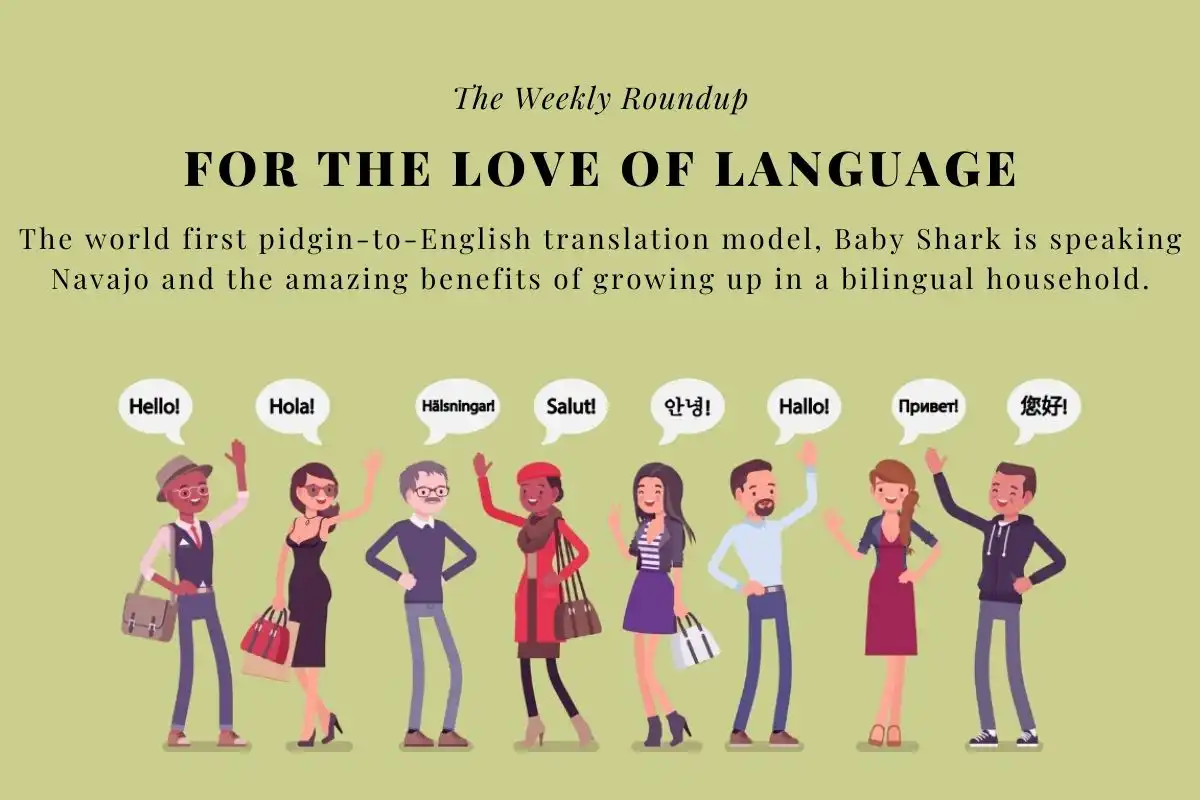 The Weekly Roundup
FOR THE LOVE OF LANGUAGE
The world first pidgin-to-English translation model, Baby Shark is speaking
Navajo and the amazing benefits of growing up in a bilingual household.
Hello!
Hola!
Hälsningar!
Salut!
안녕!
Hallo!
Привет!
您好!